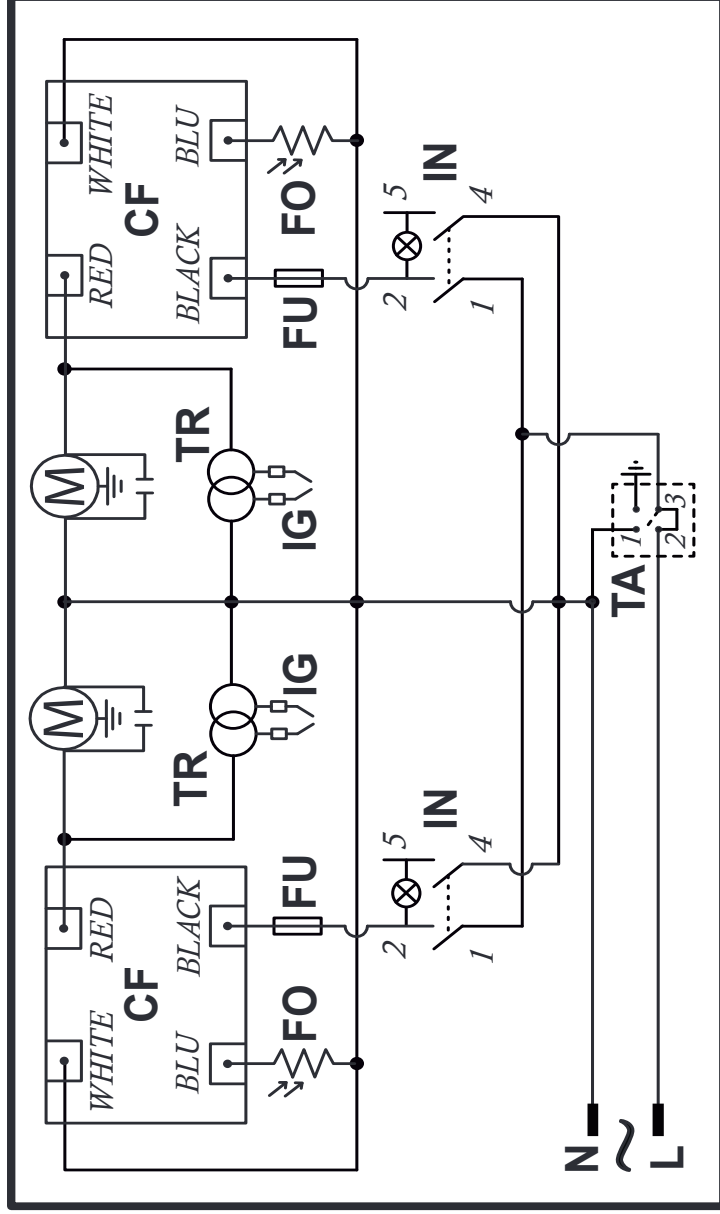 M M
WHITE RED RED WHITE
CF CF
BLU BLACK TR TR BLACK BLU
FO FU IG IG FU FO
2 5 2 5
IN IN
1 4 1 4
N
~ TA 1
L 2 3